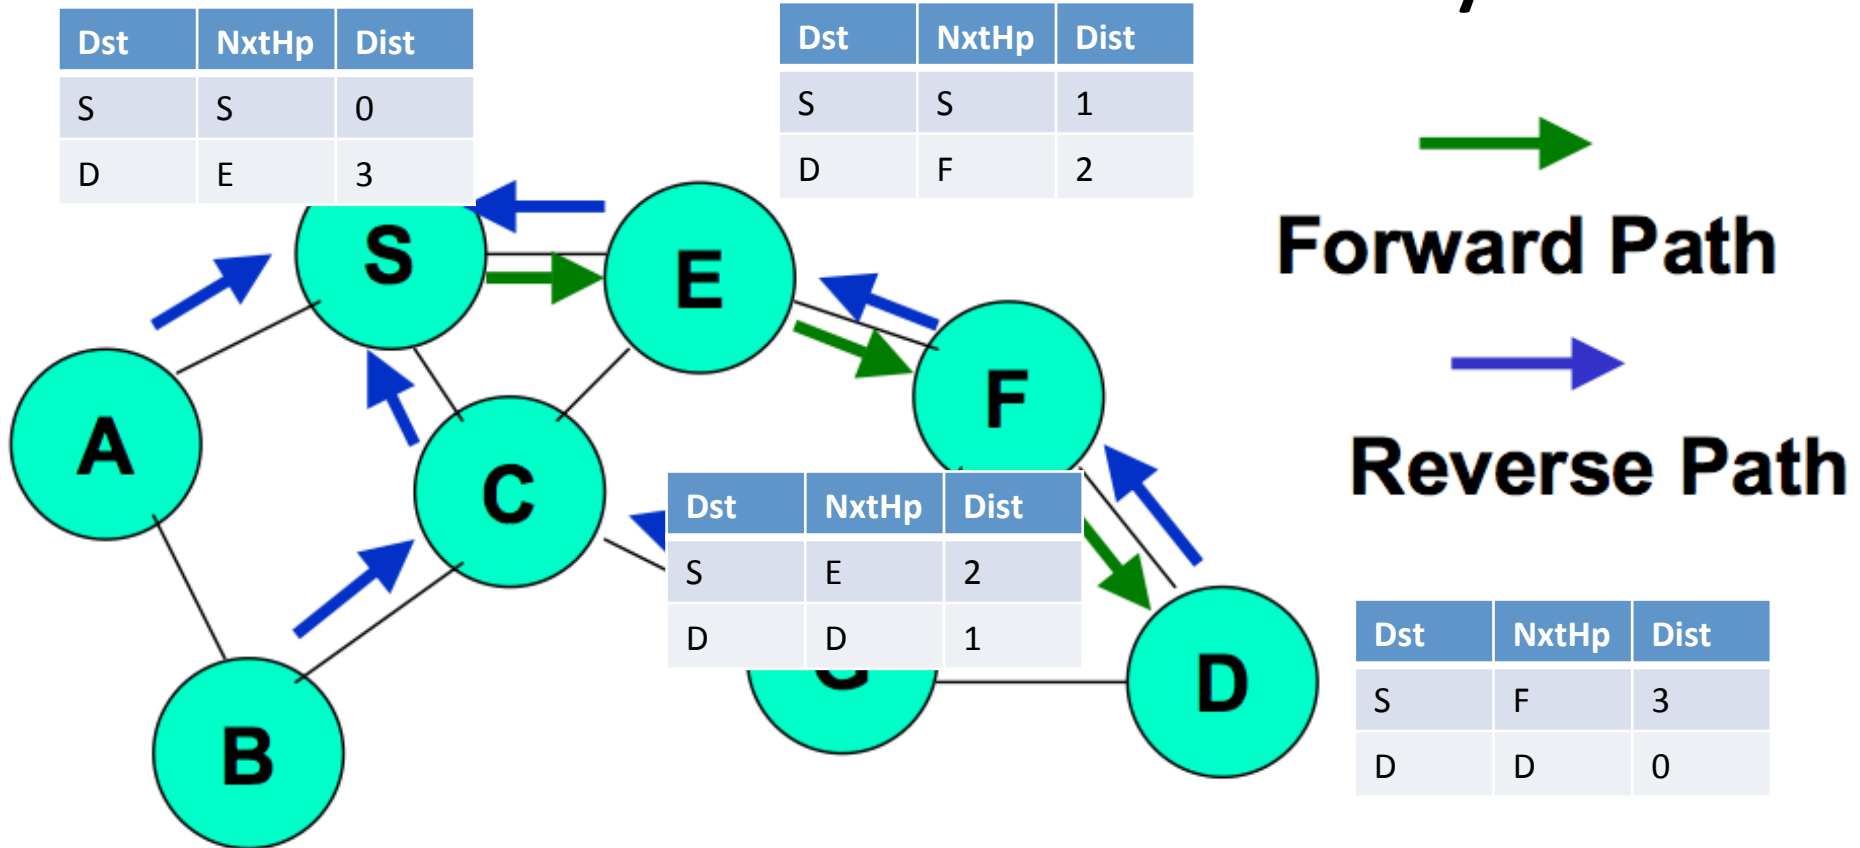 Dst NxtHp Dist
S S 0
D E 3
Dst NxtHp Dist
S S 1
D F 2
Forward Path
Reverse Path
S
E
F
A
C
Dst NxtHp Dist
S E 2
D D 1
D
B
Dst NxtHp Dist
S F 3
D D 0